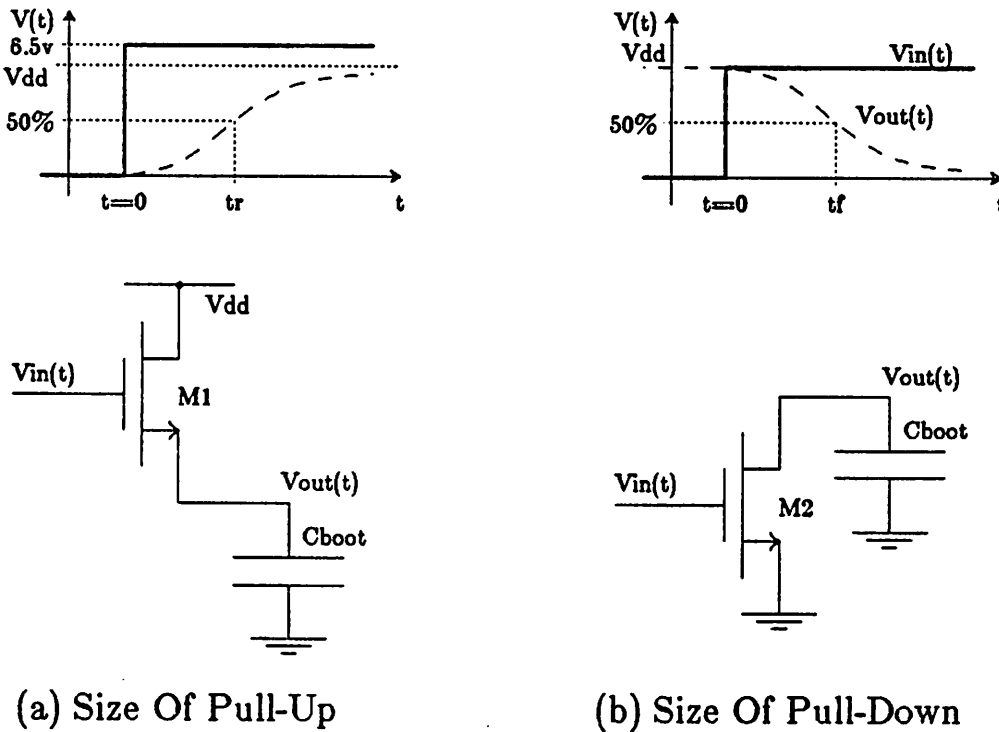 V(t)
6.5v
Vdd
50%
t=0
tr
t
V(t)
Vdd
Vin(t)
50%
Vout(t)
t=0
tf
t
Vdd
Vin(t)
M1
Vout(t)
Cboot
Vout(t)
Cboot
Vin(t)
M2
(a) Size Of Pull-Up
(b) Size Of Pull-Down